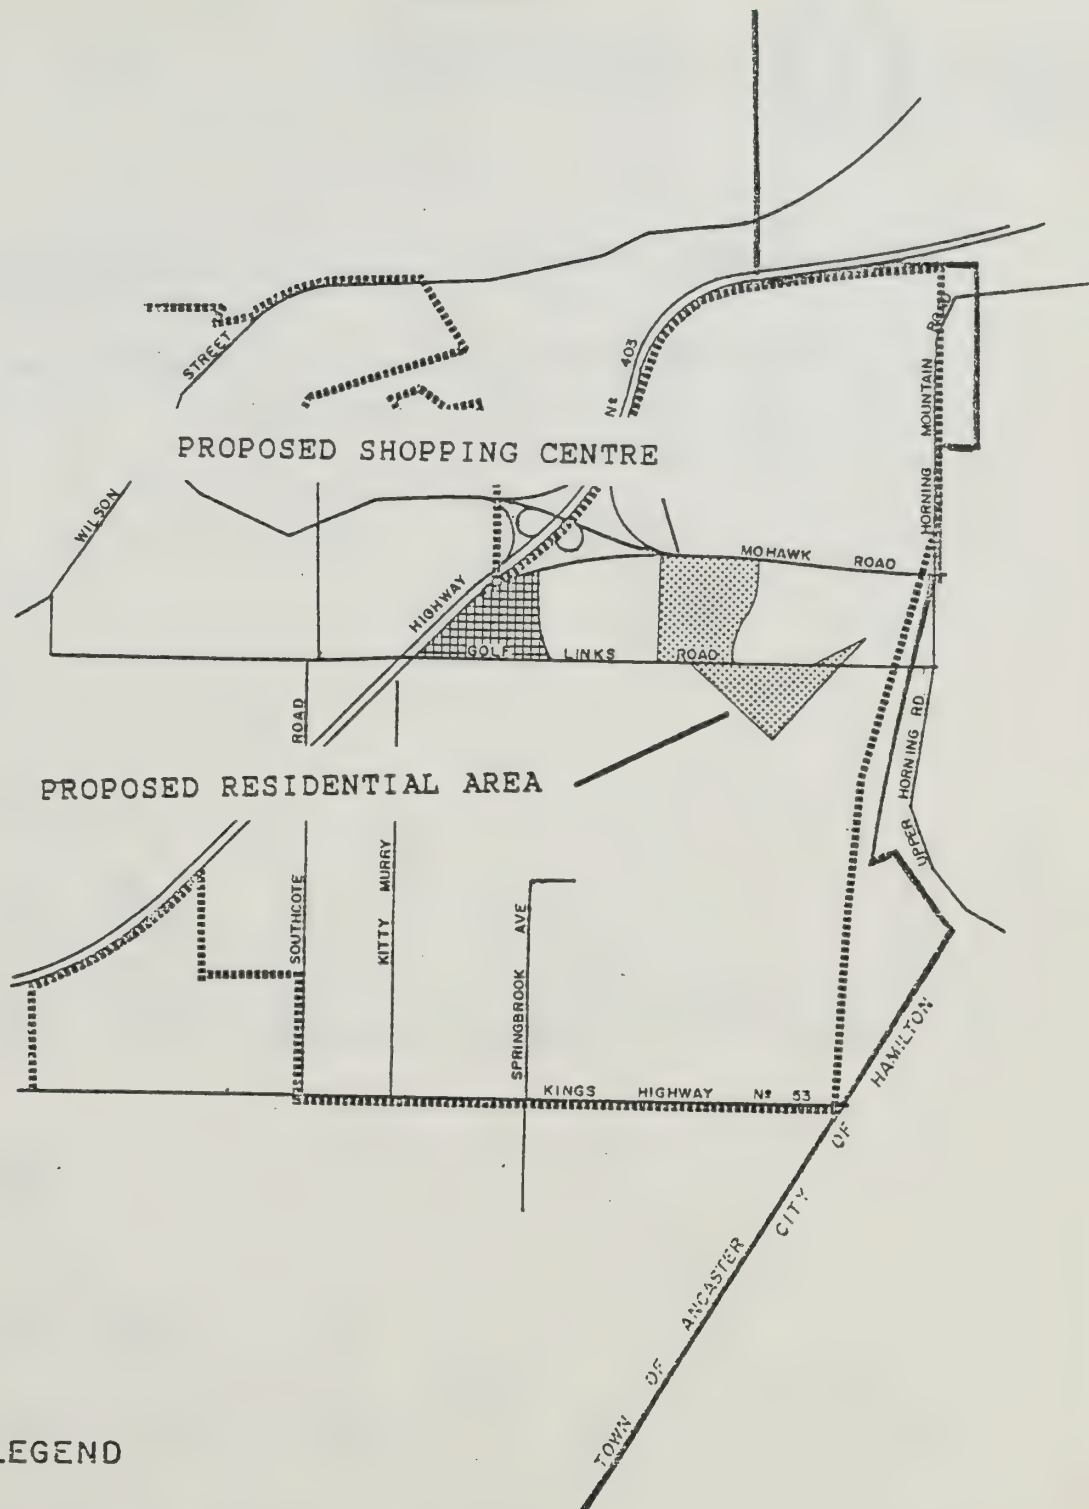 STREET
Nº 403
MOUNTAIN ROAD
HORNING
PROPOSED SHOPPING CENTRE
WILSON
HIGHWAY
MOHAWK ROAD
GOLF LINKS ROAD
ROAD
PROPOSED RESIDENTIAL AREA
UPPER HORNING RD.
SOUTHCOTE
KITTY MURRY
SPRINGBROOK AVE
KINGS HIGHWAY Nº 53
TOWN OF ANCASTER
CITY OF HAMILTON
LEGEND